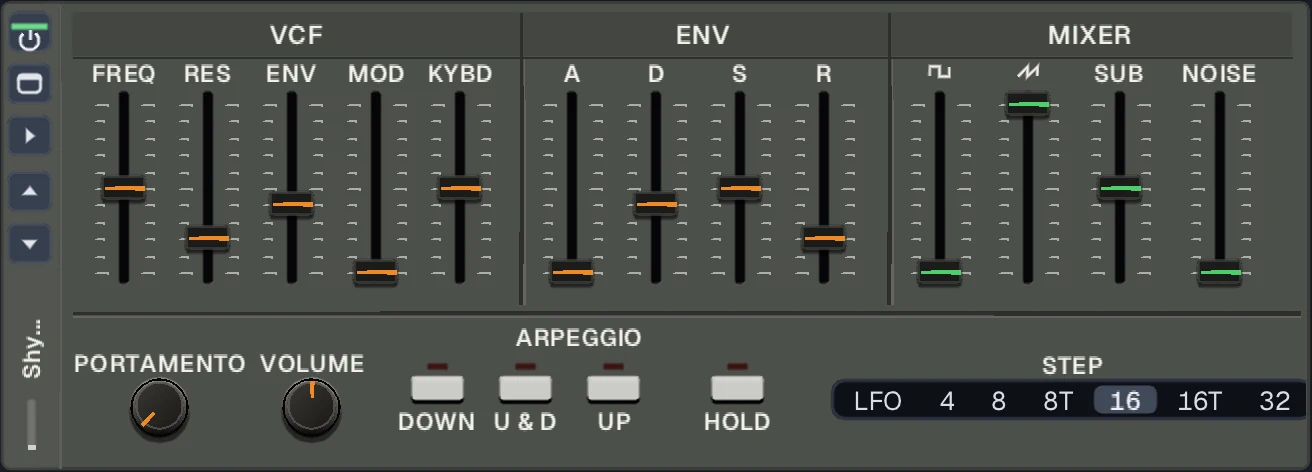 VCF ENV MIXER
FREQ RES ENV MOD KYBD A D S R SUB NOISE
Shy...
ARPEGGIO
PORTAMENTO VOLUME
STEP
LFO 4 8 8T 16 16T 32
DOWN U & D UP HOLD